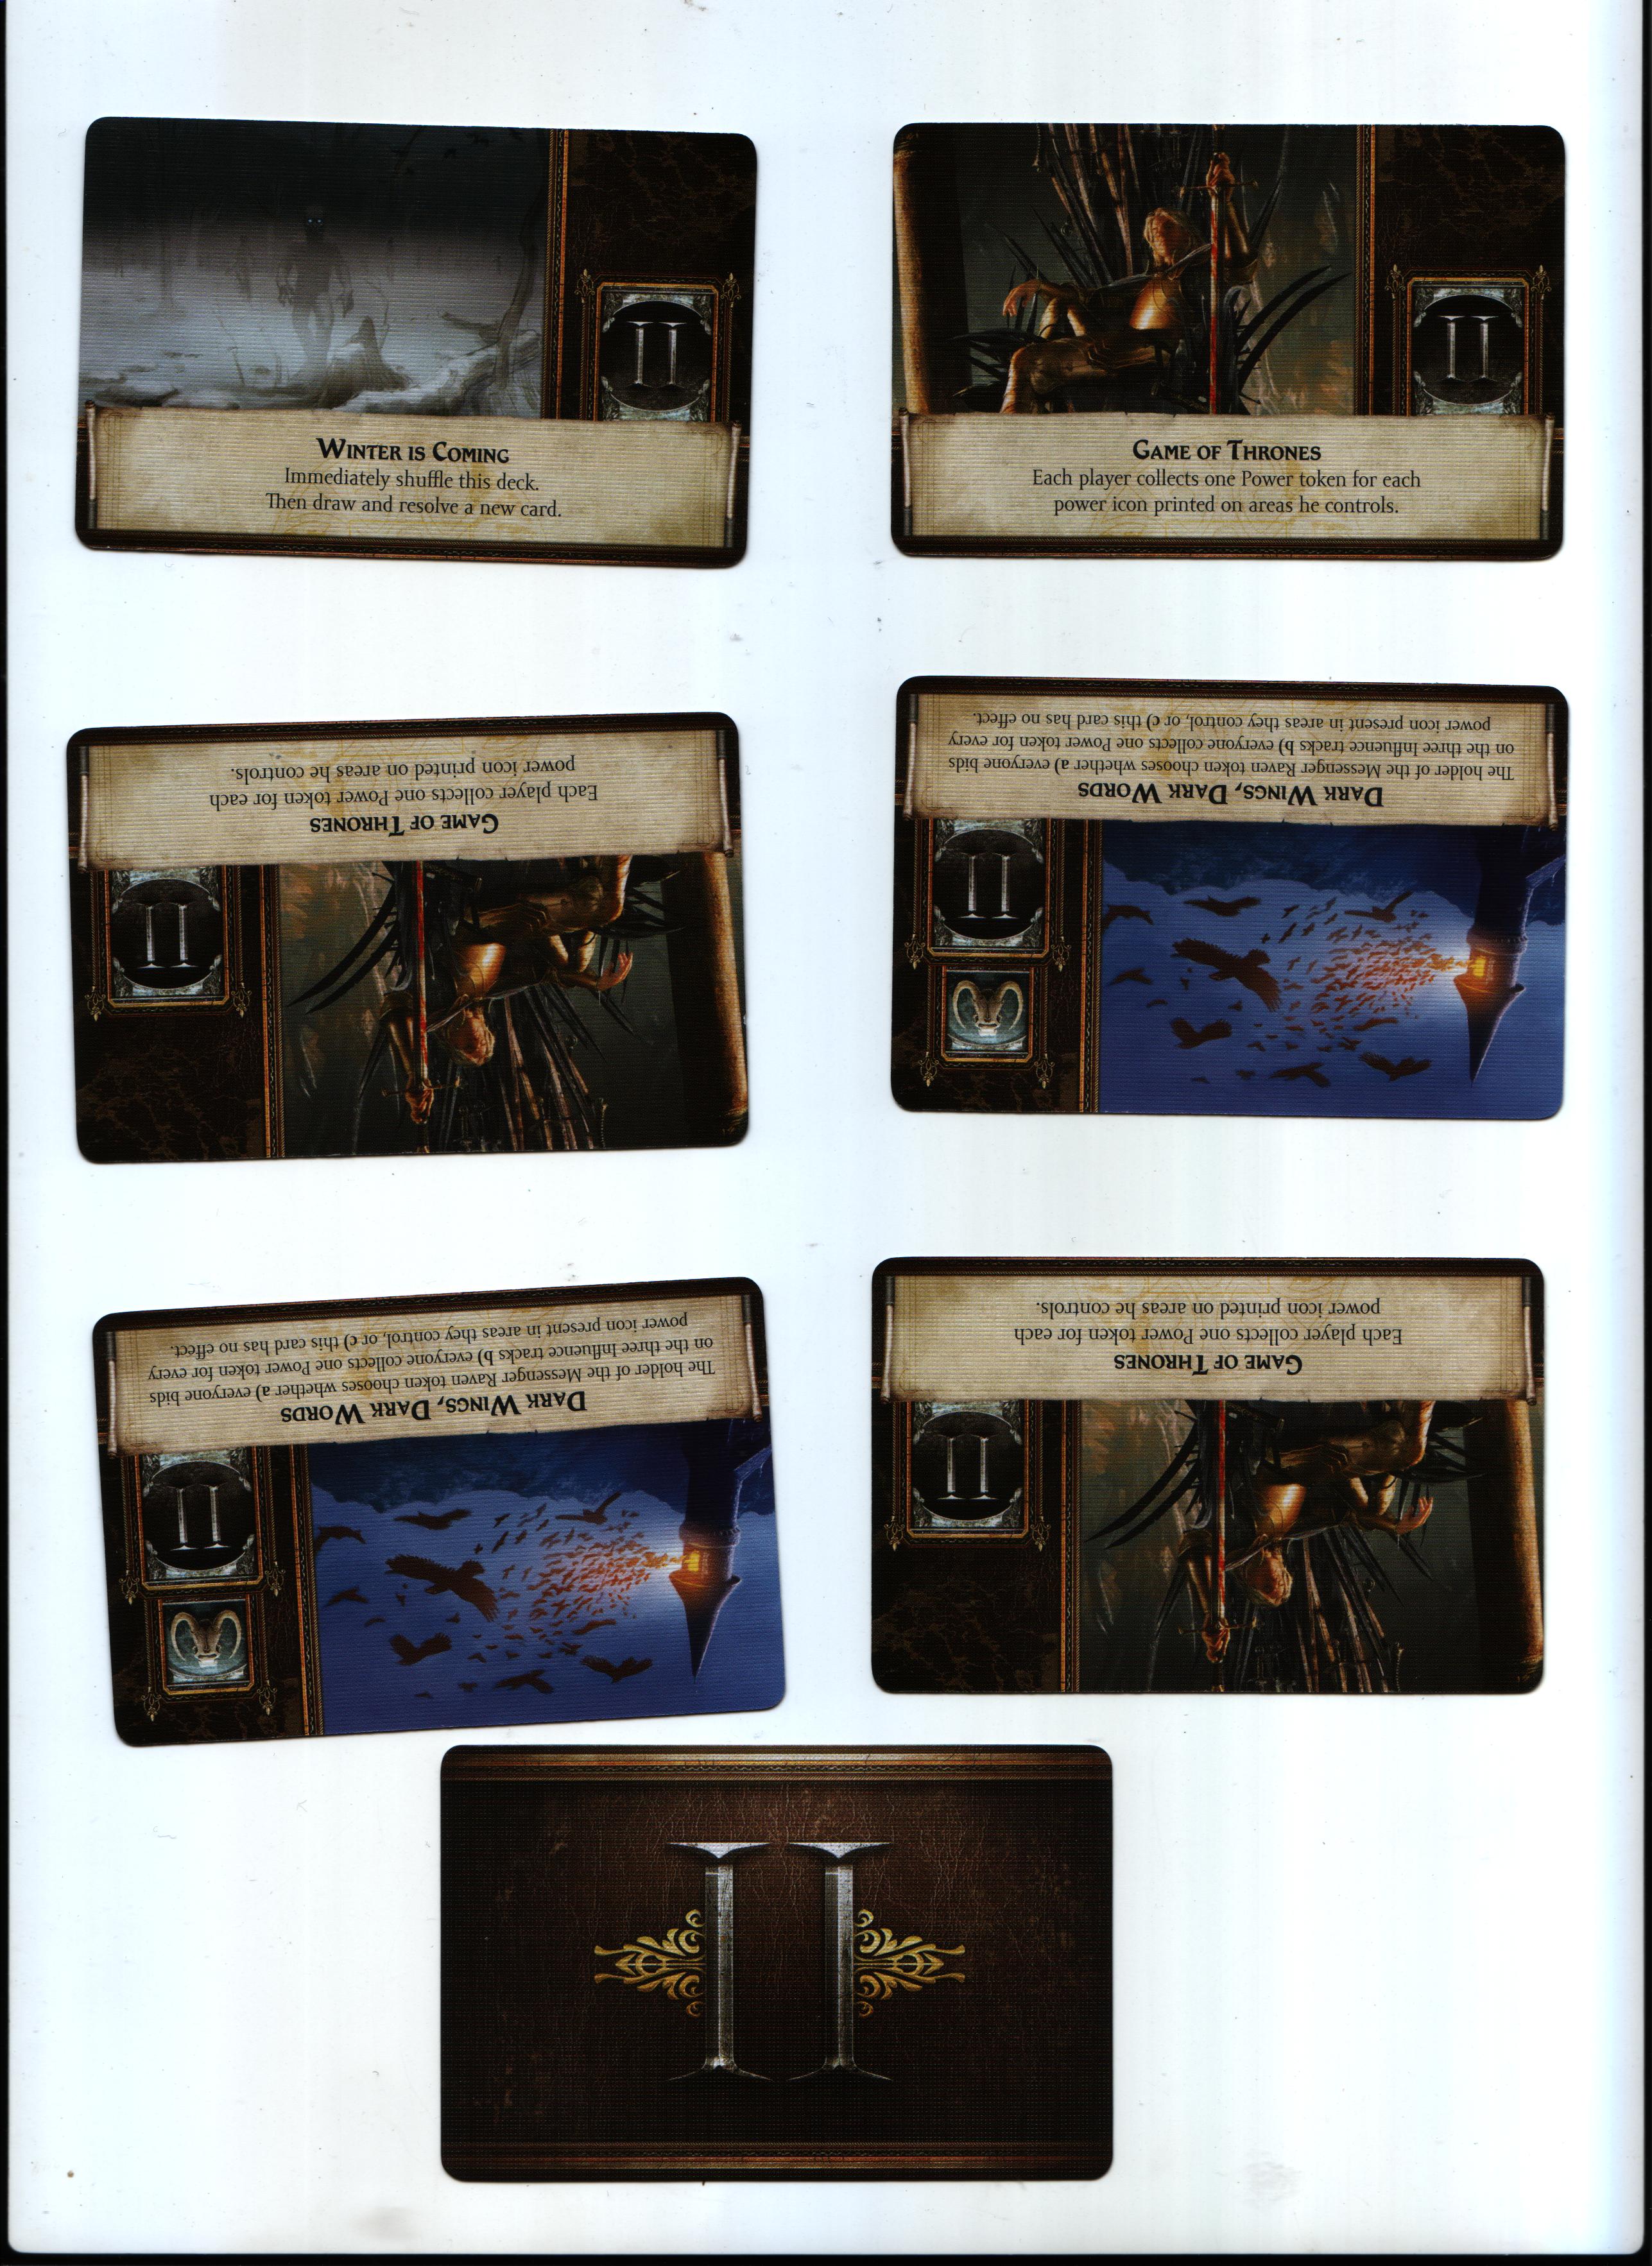 II
WINTER IS COMING
Immediately shuffle this deck.
Then draw and resolve a new card.
II
GAME OF THRONES
Each player collects one Power token for each
power icon printed on areas he controls.
GAME OF THRONES
Each player collects one Power token for each
power icon printed on areas he controls.
II
DARK WINGS, DARK WORDS
The holder of the Messenger Raven token chooses whether a) everyone bids
on the three Influence tracks b) everyone collects one Power token for every
power icon present in areas they control, or c) this card has no effect.
II
DARK WINGS, DARK WORDS
The holder of the Messenger Raven token chooses whether a) everyone bids
on the three Influence tracks b) everyone collects one Power token for every
power icon present in areas they control, or c) this card has no effect.
II
GAME OF THRONES
Each player collects one Power token for each
power icon printed on areas he controls.
II
II